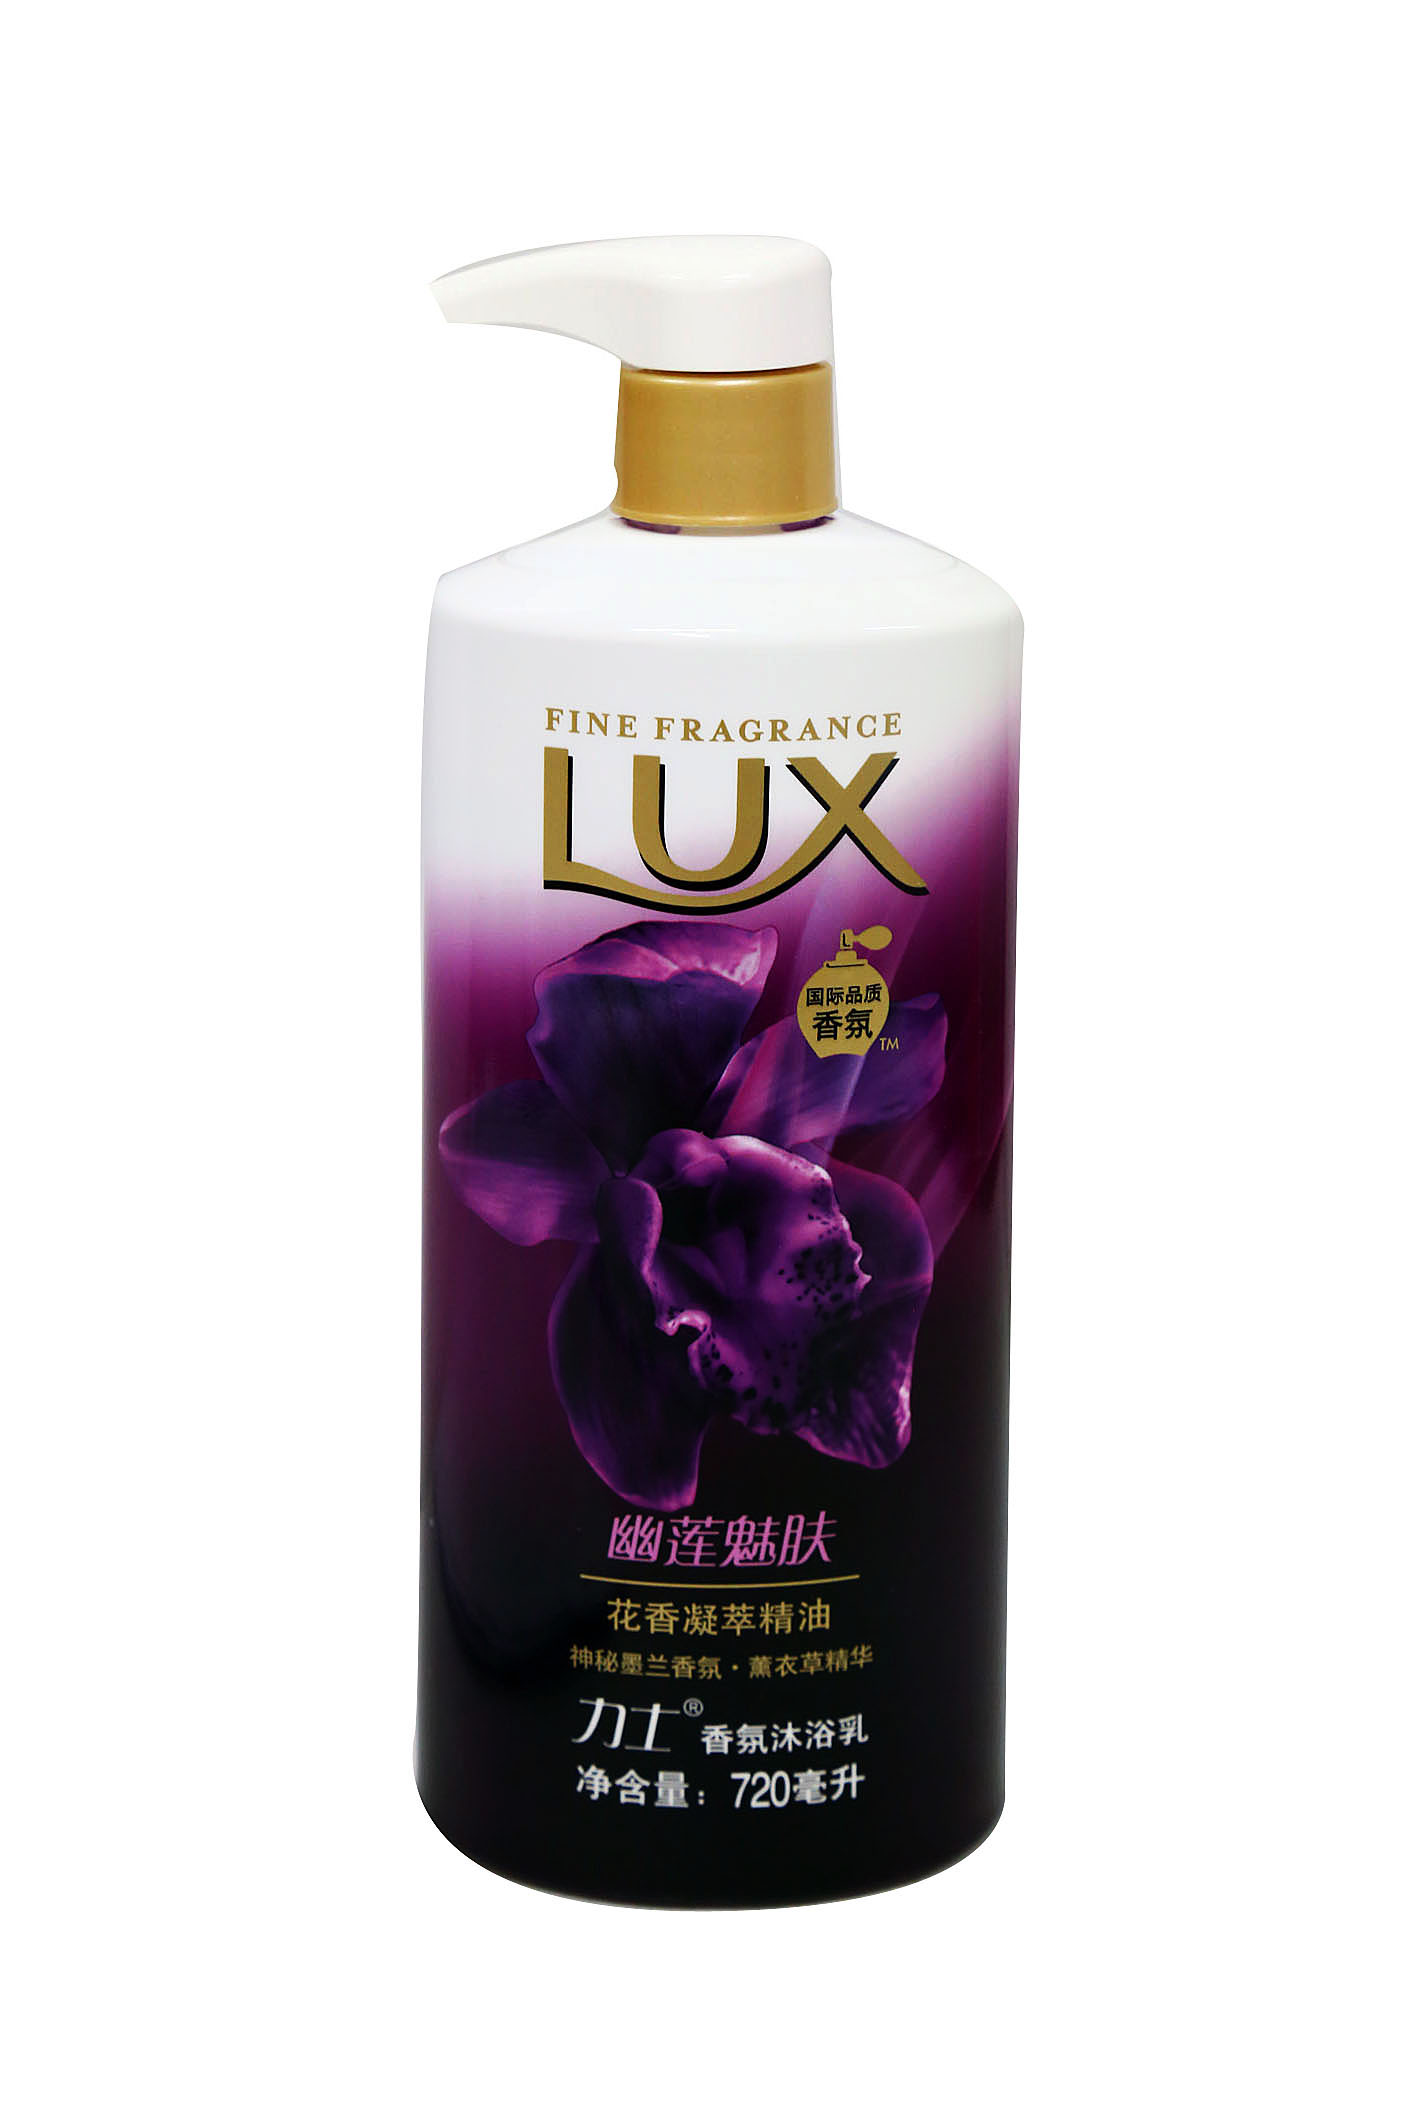 FINE FRAGRANCE
LUX
L
国际品质
香氛
TM
幽莲魅肤
花香凝萃精油
神秘墨兰香氛·薰衣草精华
力士® 香氛沐浴乳
净含量：720毫升